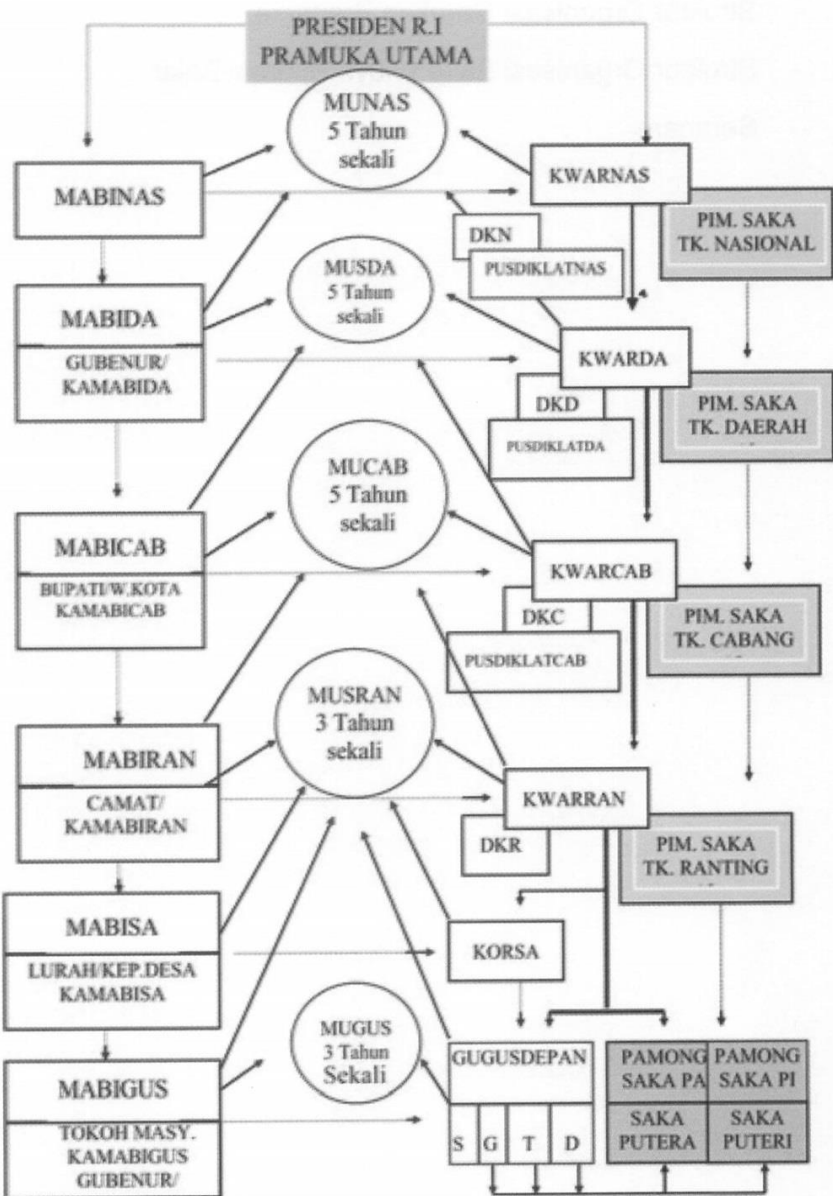 PRESIDEN R.I
PRAMUKA UTAMA
MUNAS
5 Tahun
sekali
MABINAS
KWARNAS
PIM. SAKA
TK. NASIONAL
DKN
PUSDIKLATNAS
MUSDA
5 Tahun
sekali
MABIDA
GUBENUR/
KAMABIDA
KWARDA
DKD
PUSDIKLATDA
PIM. SAKA
TK. DAERAH
MUCAB
5 Tahun
sekali
MABICAB
BUPATI/W.KOTA
KAMABICAB
KWARCAB
DKC
PUSDIKLATCAB
PIM. SAKA
TK. CABANG
MUSRAN
3 Tahun
sekali
MABIRAN
CAMAT/
KAMABIRAN
KWARRAN
DKR
PIM. SAKA
TK. RANTING
MABISA
LURAH/KEP.DESA
KAMABISA
KORSA
MUGUS
3 Tahun
Sekali
MABIGUS
TOKOH MASY.
KAMABIGUS
GUBENUR/
GUGUSDEPAN
S G T D
PAMONG
SAKA PA
PAMONG
SAKA PI
SAKA
PUTERA
SAKA
PUTERI